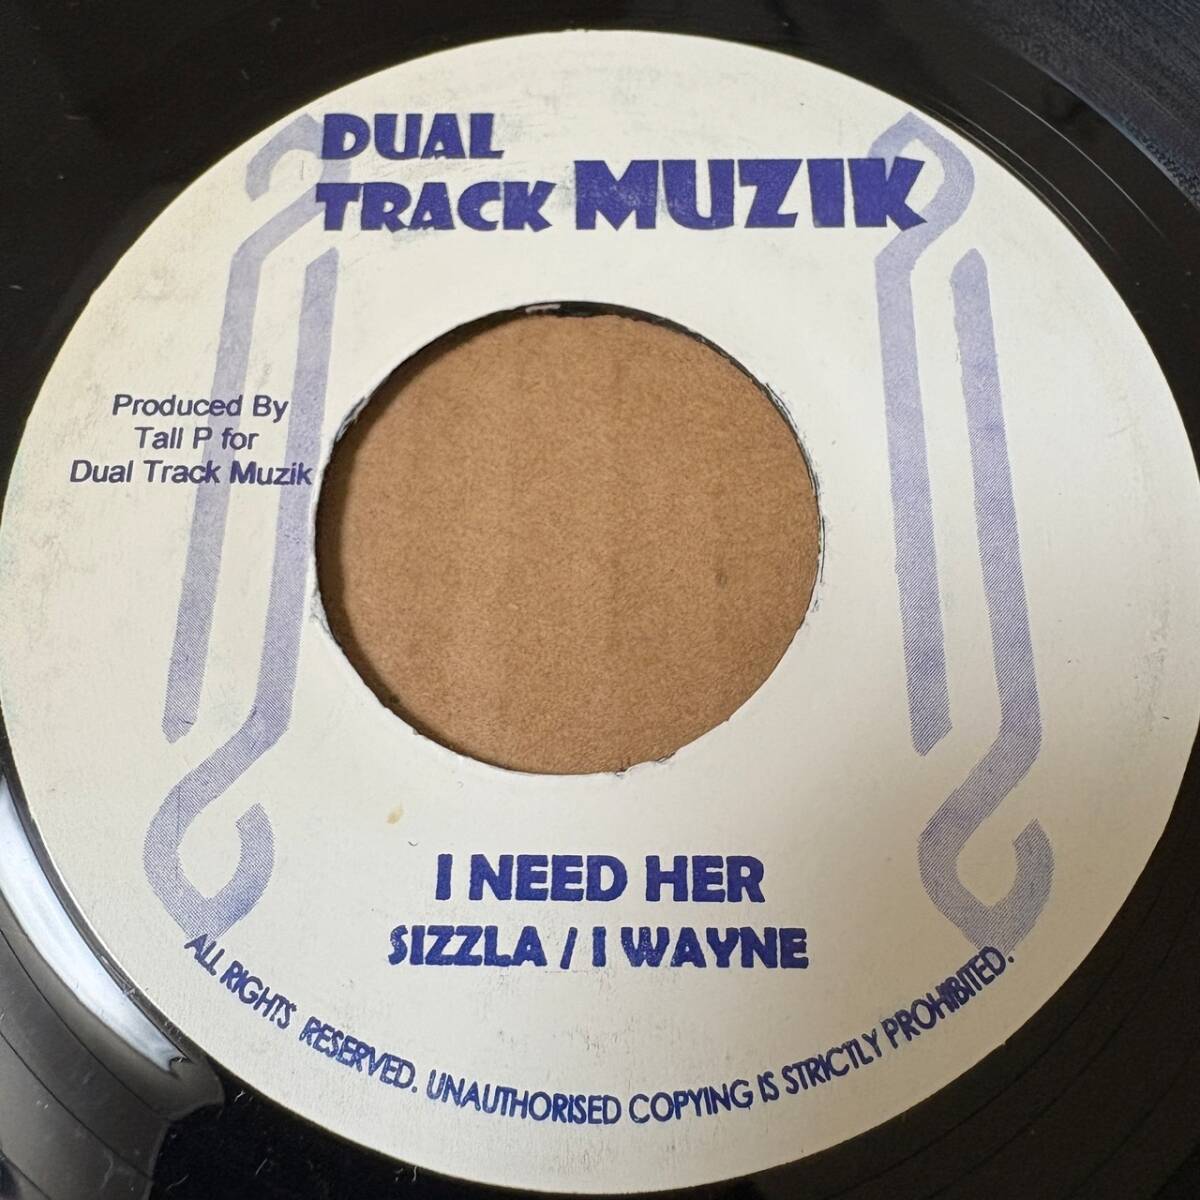 DUAL
TRACK MUZIK
Produced By
Tall P for
Dual Track Muzik
I NEED HER
SIZZLA / I WAYNE
ALL RIGHTS RESERVED. UNAUTHORISED COPYING IS STRICTLY PROHIBITED.